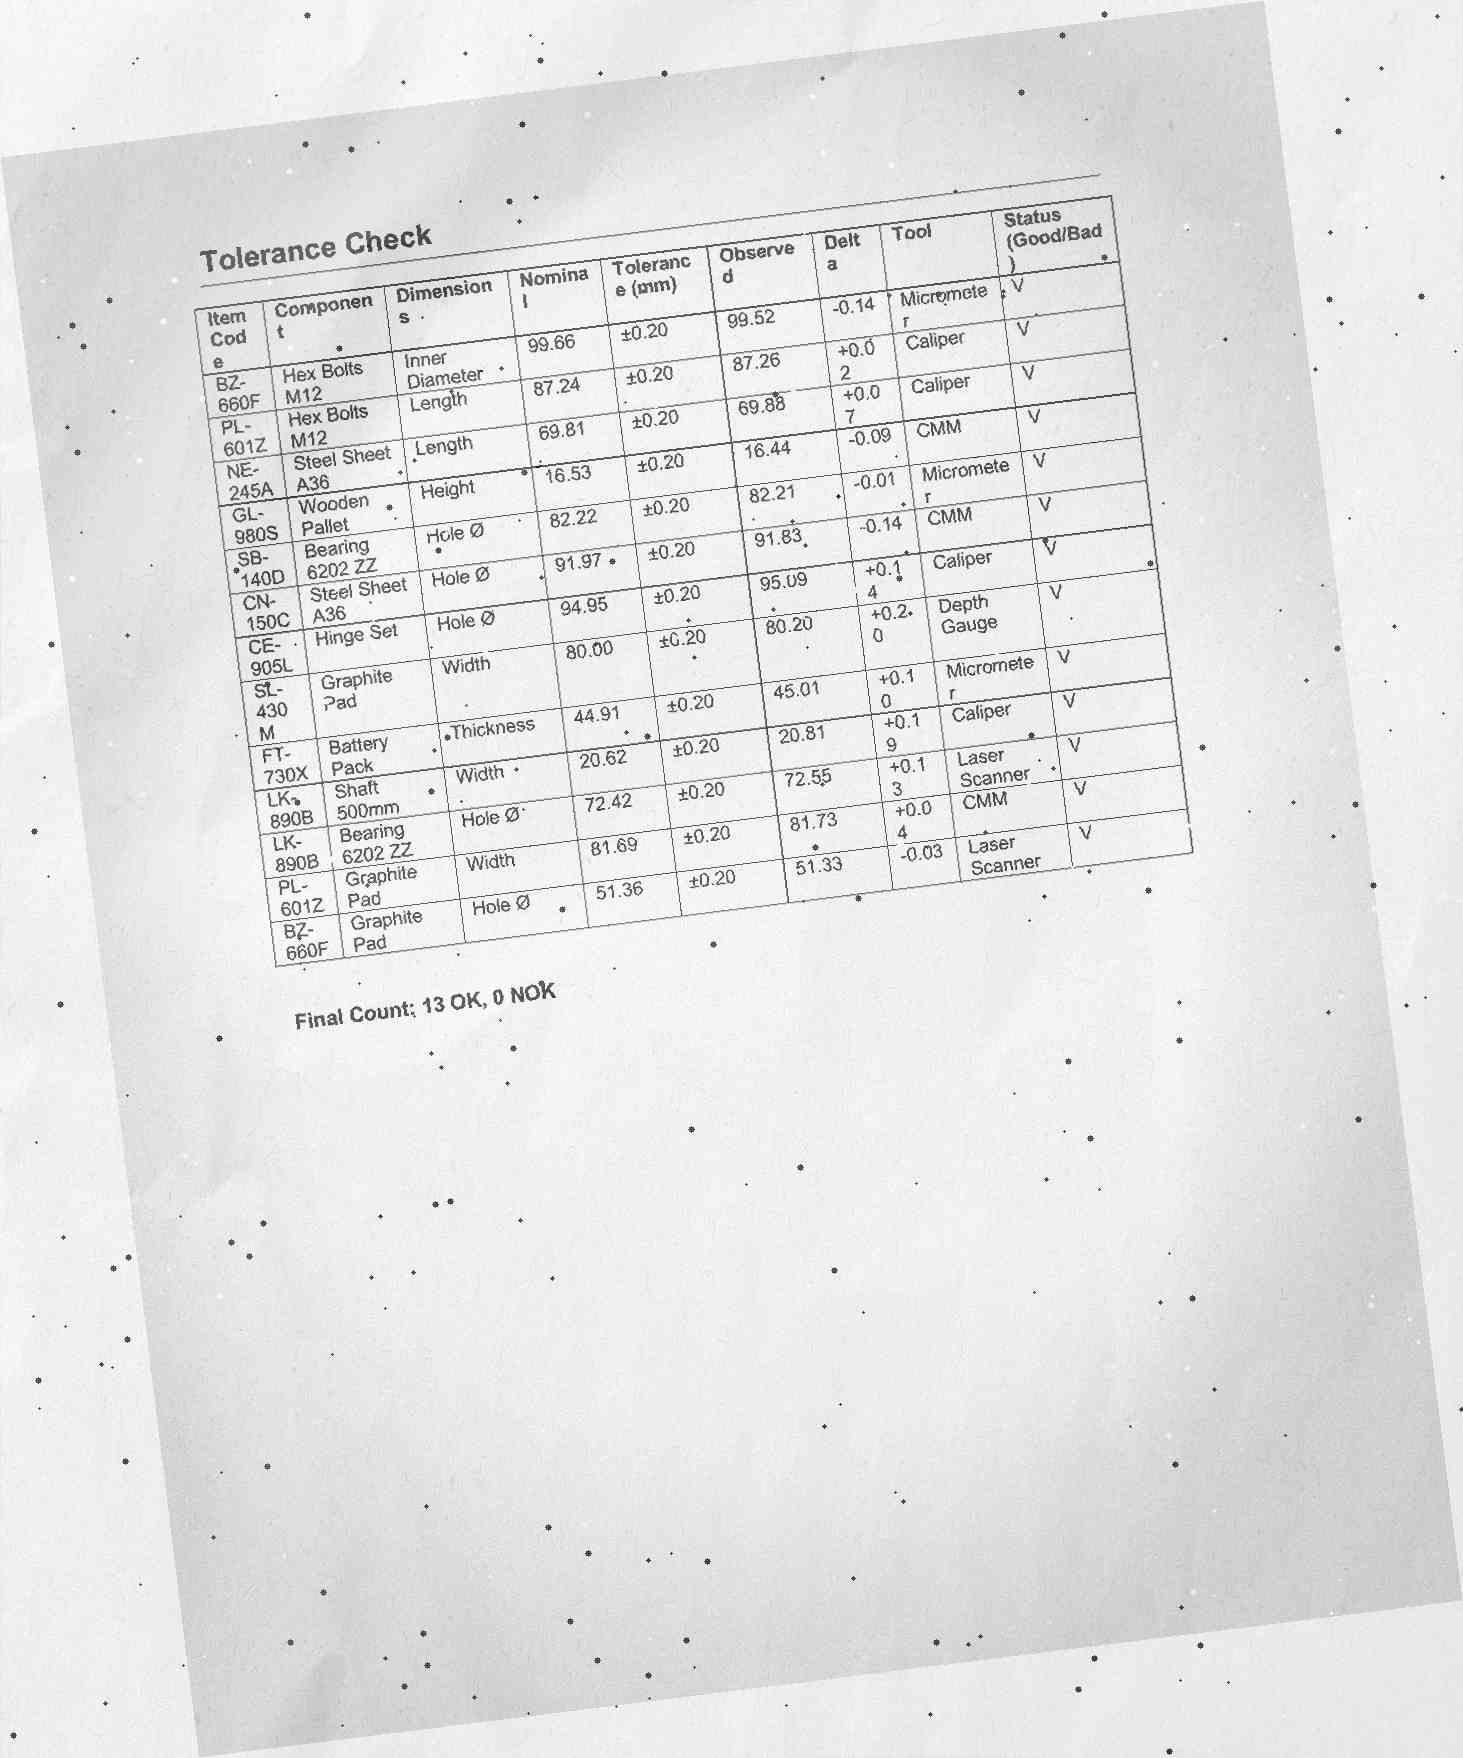 Tolerance Check
Item Code Component Dimensions Nominal Tolerance (mm) Observed Delta Tool Status (Good/Bad)
BZ-660F Hex Bolts M12 Inner Diameter 99.66 ±0.20 99.52 -0.14 Micrometer V
PL-601Z Hex Bolts M12 Length 87.24 ±0.20 87.26 +0.02 Caliper V
NE-245A Steel Sheet A36 Length 69.81 ±0.20 69.88 +0.07 Caliper V
GL-980S Wooden Pallet Height 16.53 ±0.20 16.44 -0.09 CMM V
SB-140D Bearing 6202 ZZ Hole Ø 82.22 ±0.20 82.21 -0.01 Micrometer V
CN-150C Steel Sheet A36 Hole Ø 91.97 ±0.20 91.83 -0.14 CMM V
CE-905L Hinge Set Hole Ø 94.95 ±0.20 95.09 +0.14 Caliper V
SL-430M Graphite Pad Width 80.00 ±0.20 80.20 +0.20 Depth Gauge V
FT-730X Battery Pack Thickness 44.91 ±0.20 45.01 +0.10 Micrometer V
LK-890B Shaft 500mm Width 20.62 ±0.20 20.81 +0.19 Caliper V
LK-890B Bearing 6202 ZZ Hole Ø 72.42 ±0.20 72.55 +0.13 Laser Scanner V
PL-601Z Graphite Pad Width 81.69 ±0.20 81.73 +0.04 CMM V
BZ-660F Graphite Pad Hole Ø 51.36 ±0.20 51.33 -0.03 Laser Scanner V
Final Count: 13 OK, 0 NOK